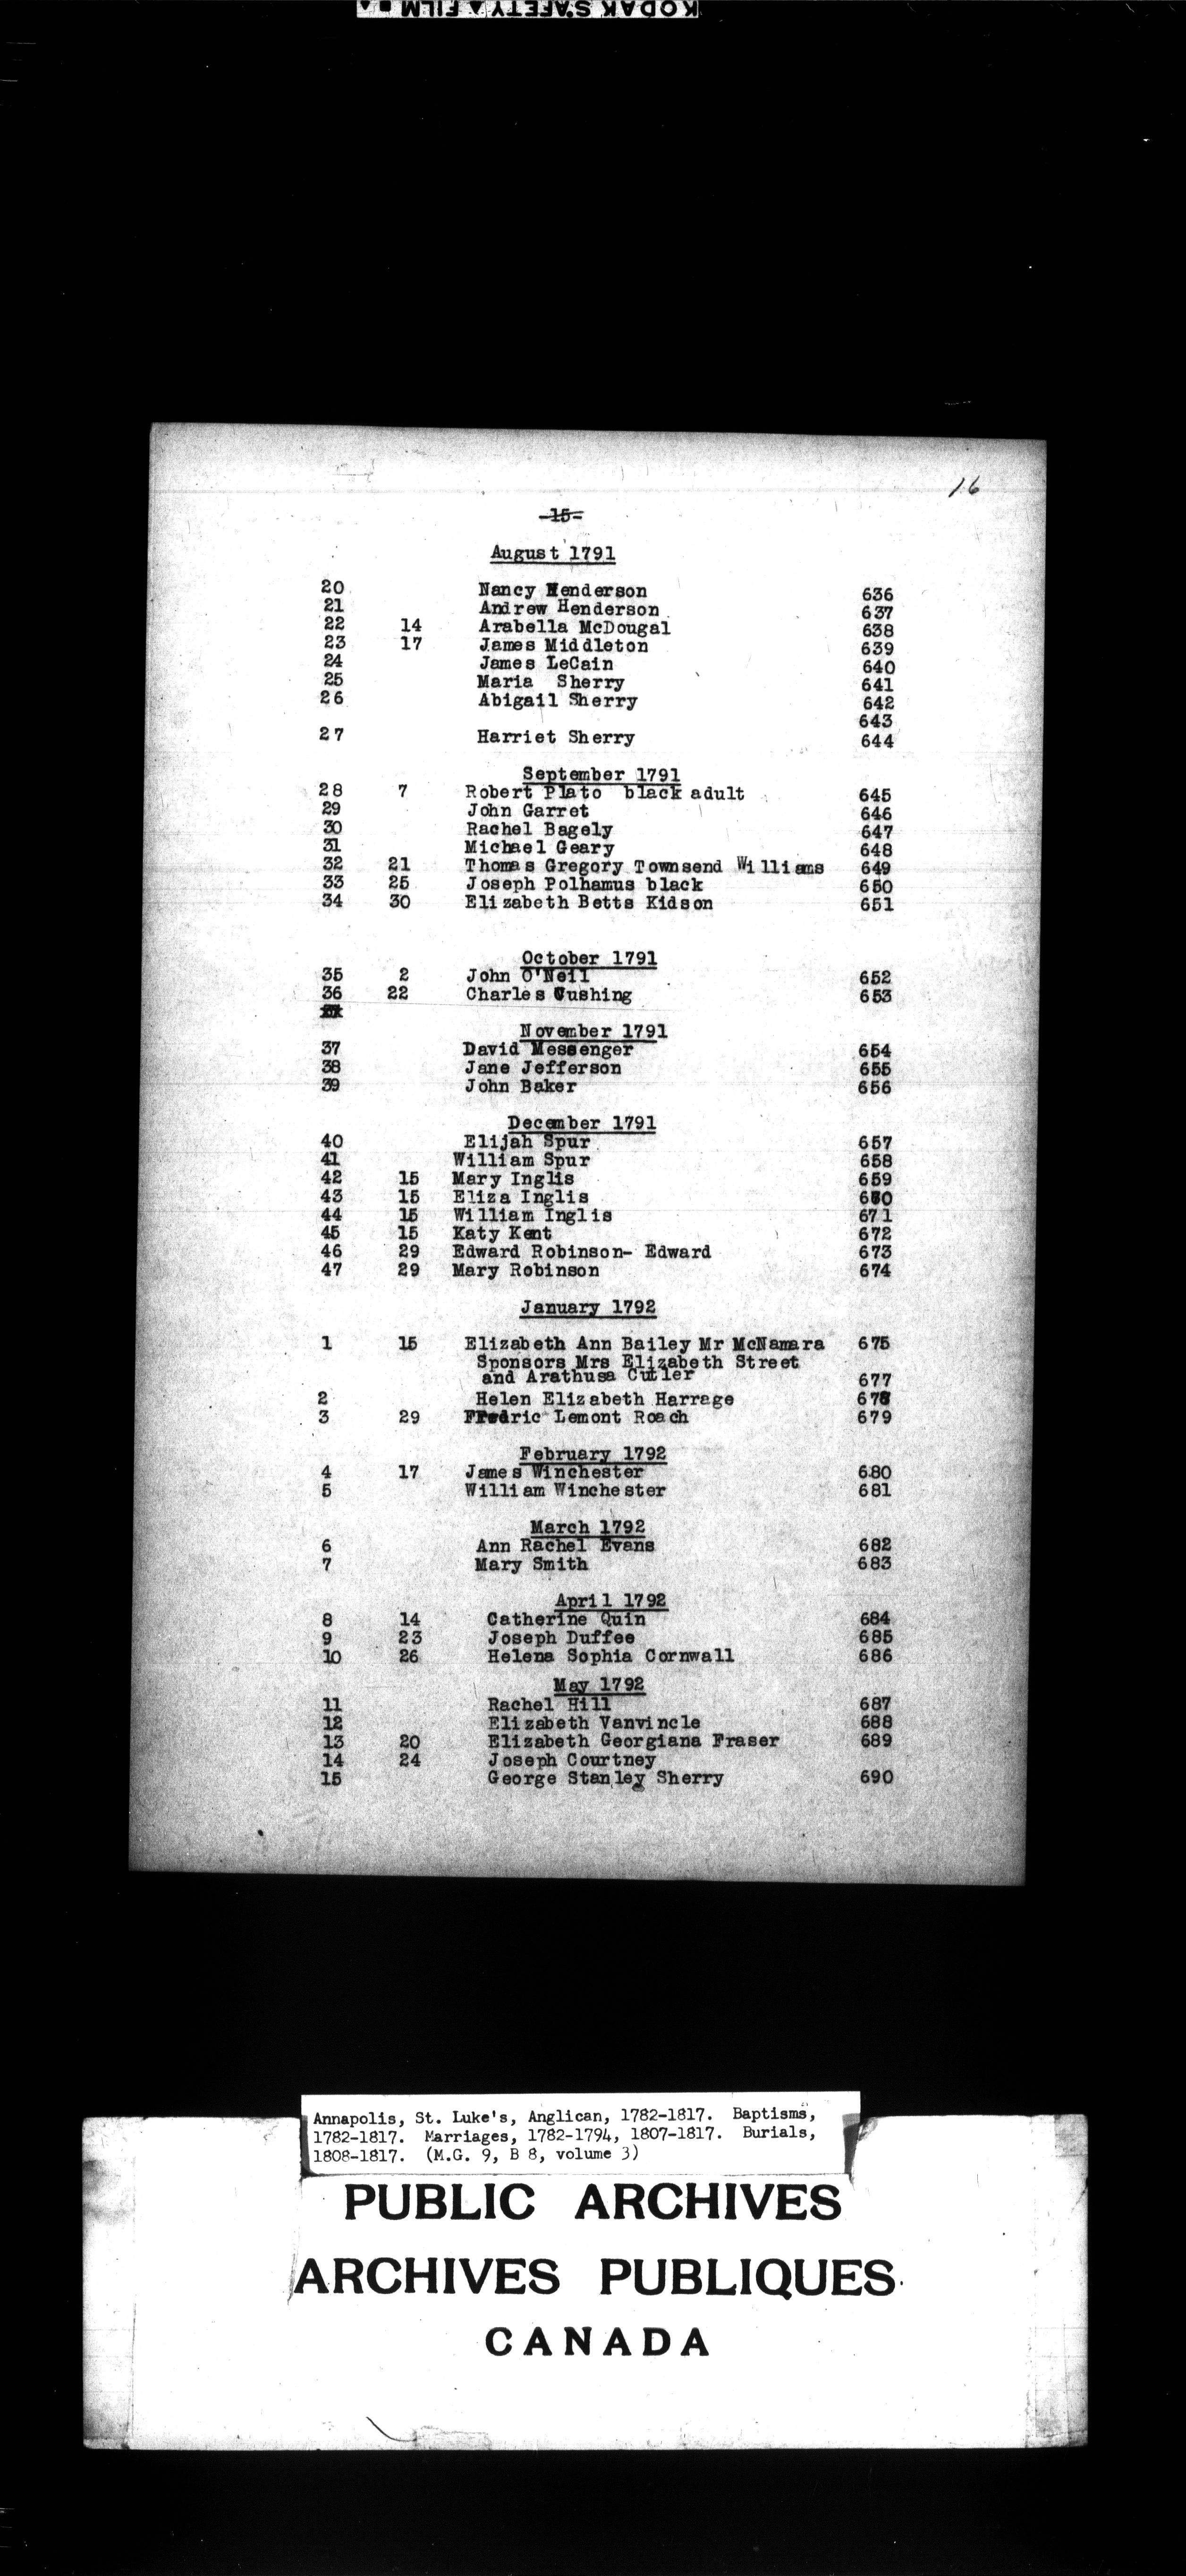 KODAK SAFETY FILM
16
-15-
August 1791
20 Nancy Henderson 636
21 Andrew Henderson 637
22 14 Arabella McDougal 638
23 17 James Middleton 639
24 James LeCain 640
25 Maria Sherry 641
26 Abigail Sherry 642
643
27 Harriet Sherry 644
September 1791
28 7 Robert Plato black adult 645
29 John Garret 646
30 Rachel Bagely 647
31 Michael Geary 648
32 21 Thomas Gregory Townsend Williams 649
33 25 Joseph Polhamus black 650
34 30 Elizabeth Betts Kidson 651
October 1791
35 2 John O'Neil 652
36 22 Charles Cushing 653
November 1791
37 David Messenger 654
38 Jane Jefferson 655
39 John Baker 656
December 1791
40 Elijah Spur 657
41 William Spur 658
42 15 Mary Inglis 659
43 15 Eliza Inglis
44 15 William Inglis 671
45 15 Katy Kent 672
46 29 Edward Robinson- Edward 673
47 29 Mary Robinson 674
January 1792
1 15 Elizabeth Ann Bailey Mr McNamara 675
Sponsors Mrs Elizabeth Street
and Arathusa Cutler 677
2 Helen Elizabeth Harrage 678
3 29 Fredric Lemont Roach 679
February 1792
4 17 James Winchester 680
5 William Winchester 681
March 1792
6 Ann Rachel Evans 682
7 Mary Smith 683
April 1792
8 14 Catherine Quin 684
9 23 Joseph Duffee 685
10 26 Helena Sophia Cornwall 686
May 1792
11 Rachel Hill 687
12 Elizabeth Vanvincle 688
13 20 Elizabeth Georgiana Fraser 689
14 24 Joseph Courtney
15 George Stanley Sherry 690
Annapolis, St. Luke's, Anglican, 1782-1817. Baptisms,
1782-1817. Marriages, 1782-1794, 1807-1817. Burials,
1808-1817. (M.G. 9, B 8, volume 3)
PUBLIC ARCHIVES
ARCHIVES PUBLIQUES
CANADA